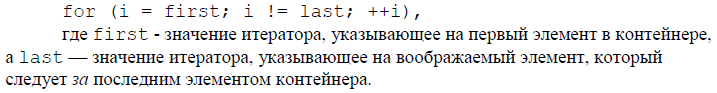 for (i = first; i != last; ++i),
где first - значение итератора, указывающее на первый элемент в контейнере,
а last — значение итератора, указывающее на воображаемый элемент, который
следует за последним элементом контейнера.